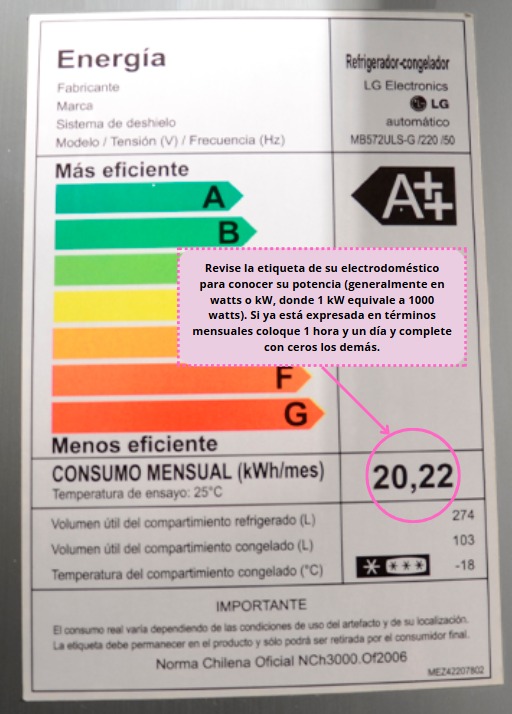 Energía
Refrigerador-congelador
Fabricante
LG Electronics
Marca
LG
Sistema de deshielo
automático
Modelo / Tensión (V) / Frecuencia (Hz)
MB572ULS-G /220 /50
Más eficiente
A
A++
B
Revise la etiqueta de su electrodoméstico
para conocer su potencia (generalmente en
watts o kW, donde 1 kW equivale a 1000
watts). Si ya está expresada en términos
mensuales coloque 1 hora y un día y complete
con ceros los demás.
F
G
Menos eficiente
CONSUMO MENSUAL (kWh/mes)
20,22
Temperatura de ensayo: 25°C
Volumen útil del compartimiento refrigerado (L)
274
Volumen útil del compartimiento congelado (L)
103
Temperatura del compartimiento congelado (°C)
-18
IMPORTANTE
El consumo real varía dependiendo de las condiciones de uso del artefacto y de su localización.
La etiqueta debe permanecer en el producto y sólo podrá ser retirada por el consumidor final.
Norma Chilena Oficial NCh3000.Of2006
MEZ42207802